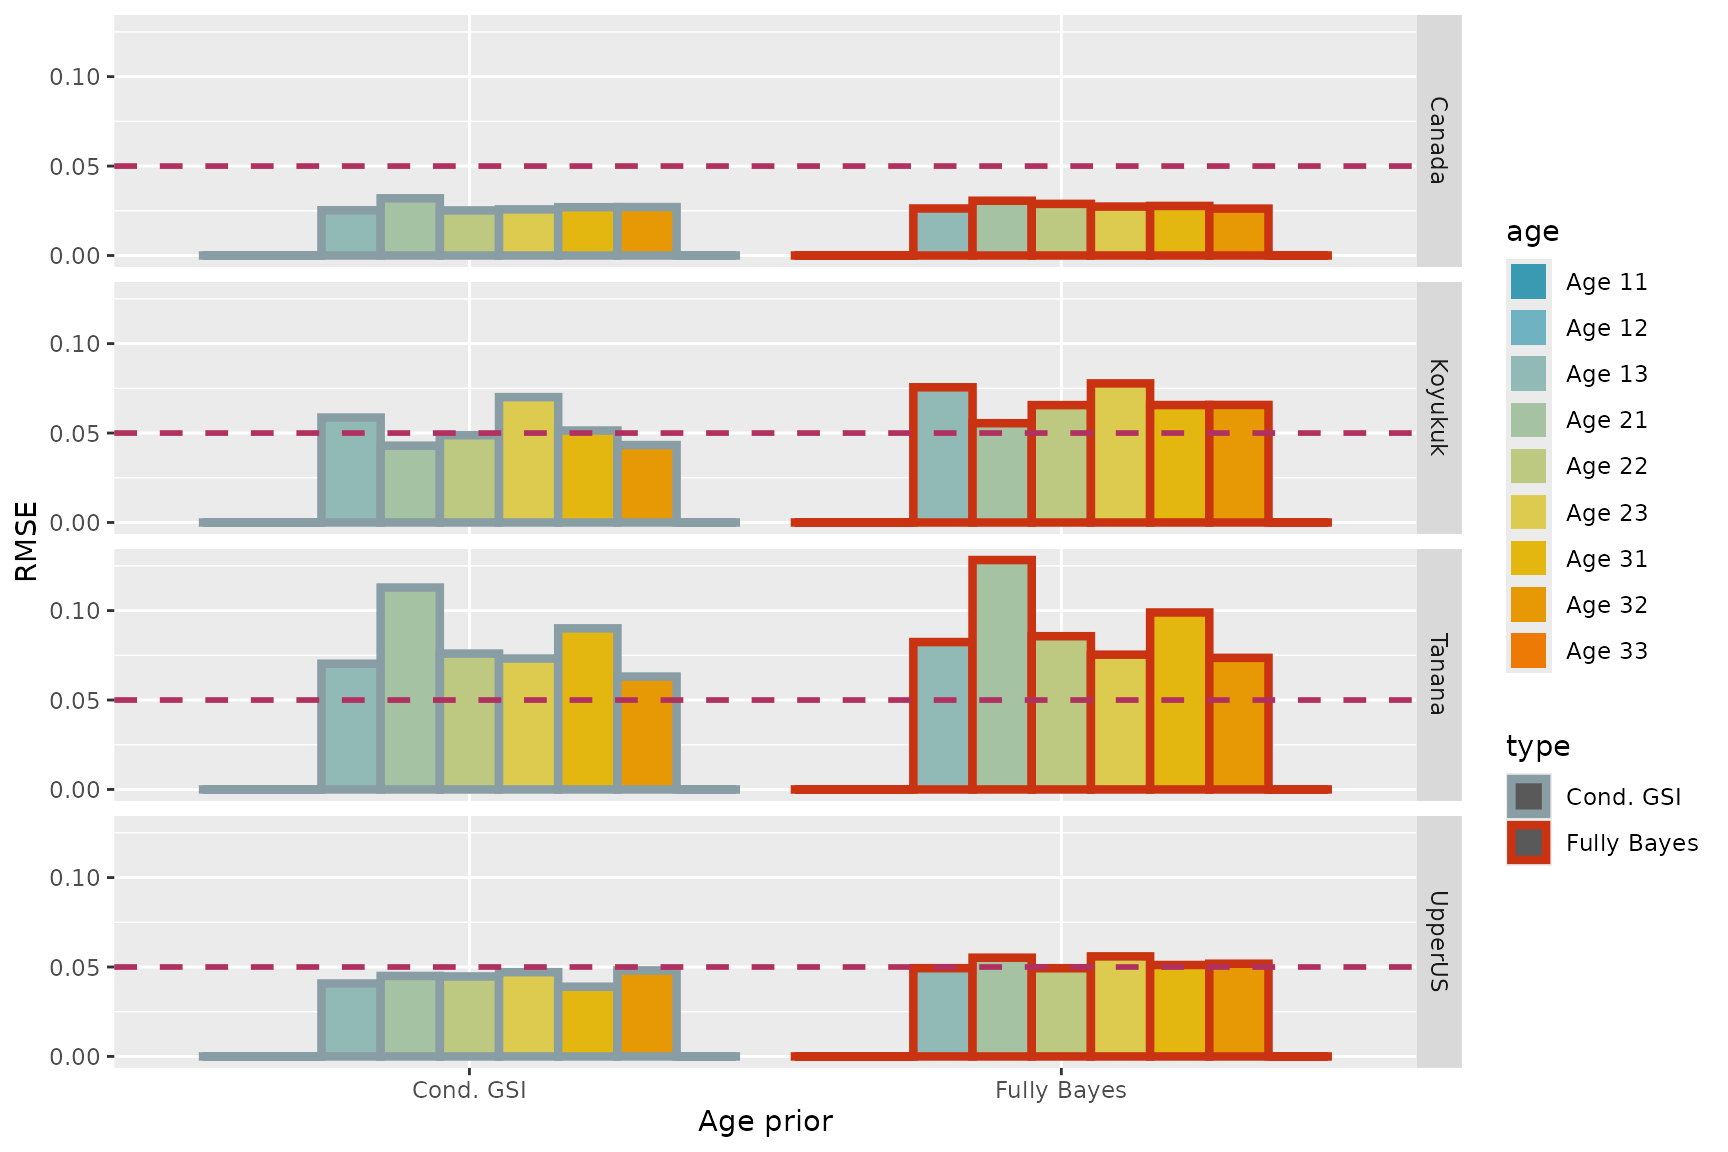 RMSE
0.10
0.05
0.00
Canada
0.10
0.05
0.00
Koyukuk
0.10
0.05
0.00
Tanana
0.10
0.05
0.00
UpperUS
Cond. GSI
Fully Bayes
Age prior
age
Age 11
Age 12
Age 13
Age 21
Age 22
Age 23
Age 31
Age 32
Age 33
type
Cond. GSI
Fully Bayes